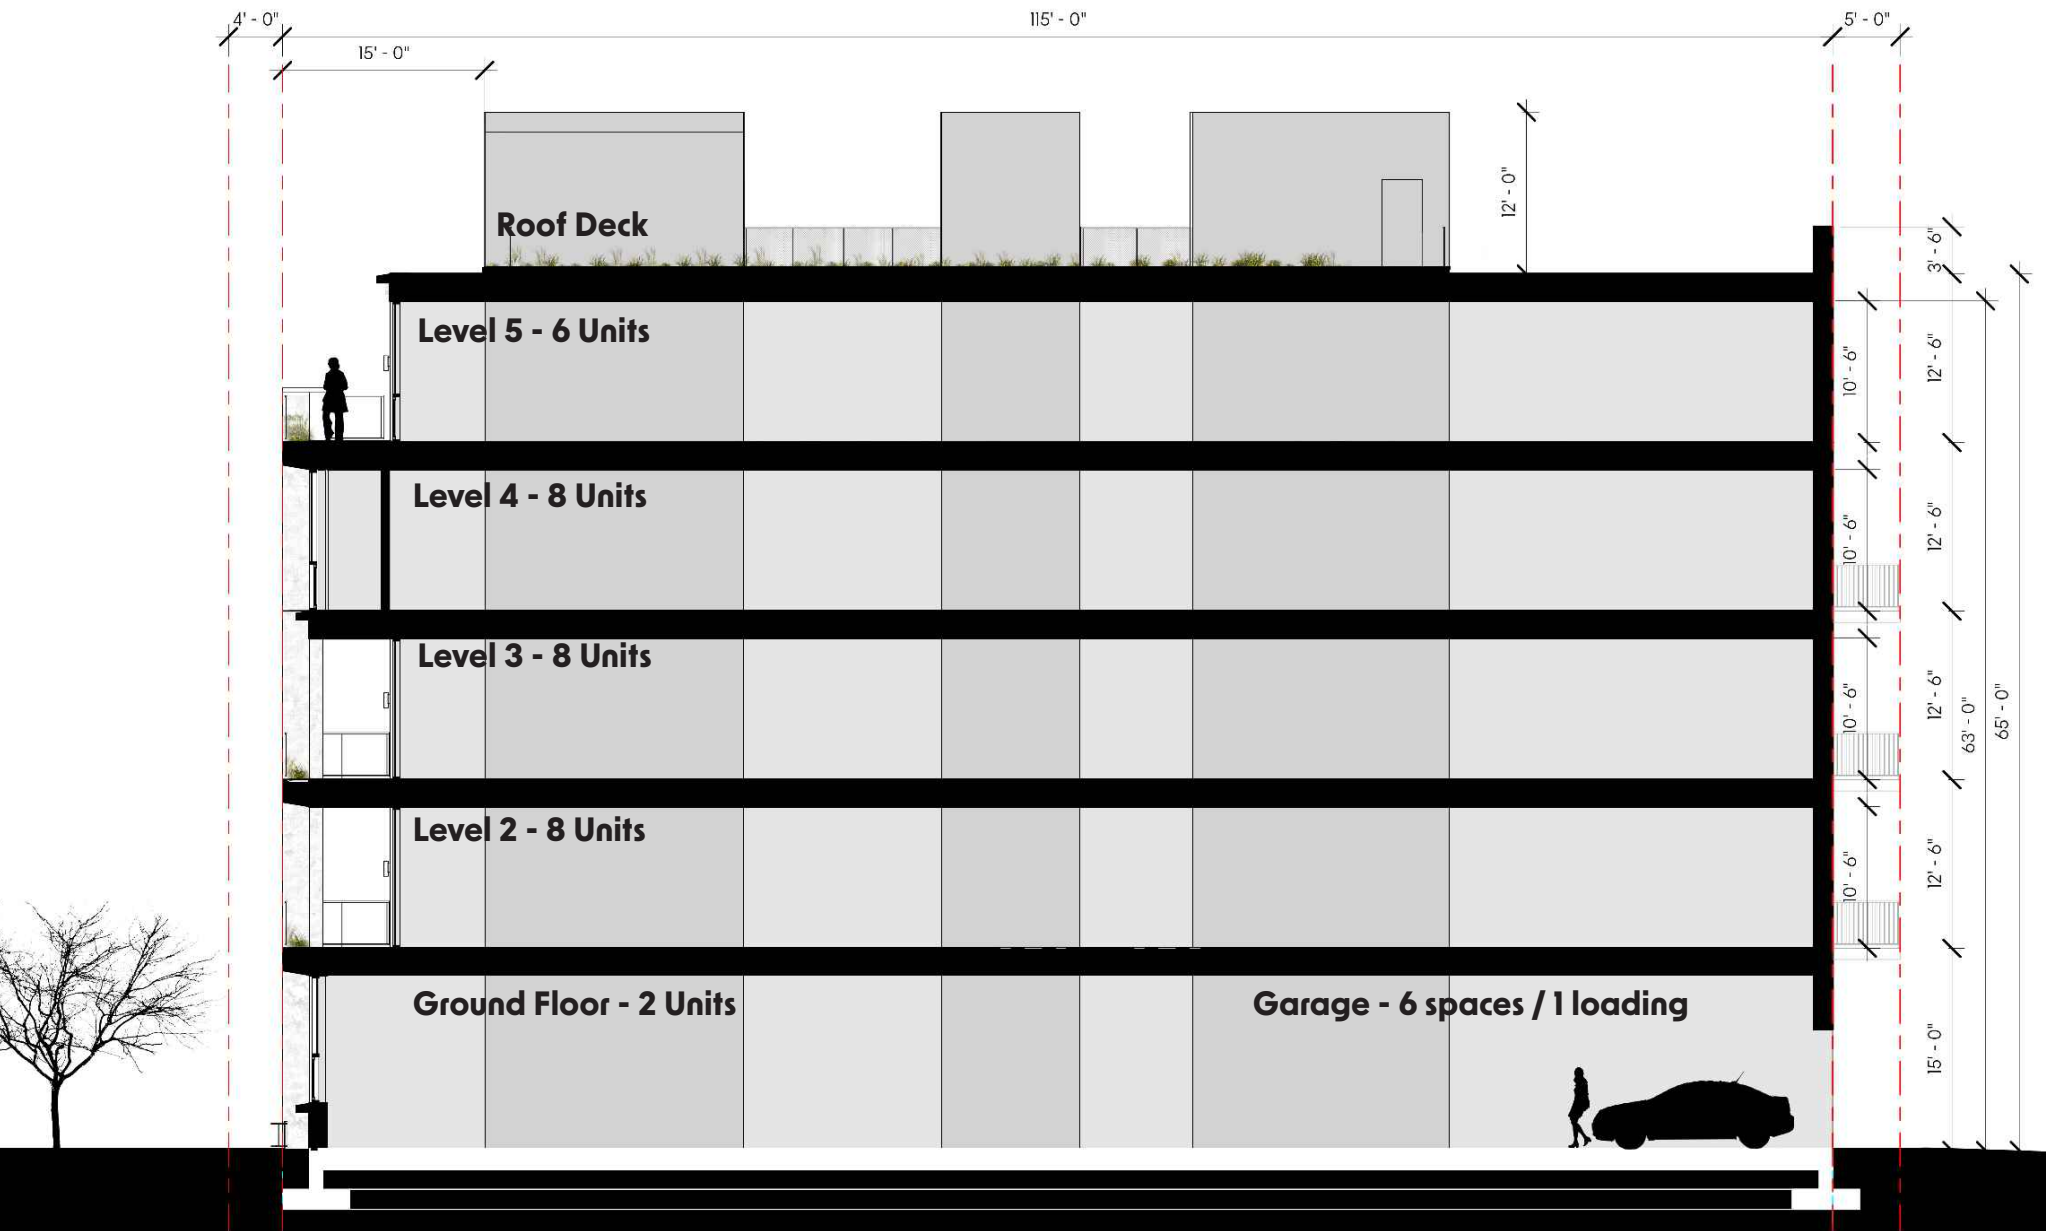 4' - 0" 115' - 0" 5' - 0"
15' - 0"
12' - 0"
Roof Deck
3' - 6"
Level 5 - 6 Units
10' - 6" 12' - 6"
Level 4 - 8 Units
10' - 6" 12' - 6"
Level 3 - 8 Units
10' - 6" 12' - 6" 63' - 0" 65' - 0"
Level 2 - 8 Units
10' - 6" 12' - 6"
Ground Floor - 2 Units Garage - 6 spaces / 1 loading
15' - 0"